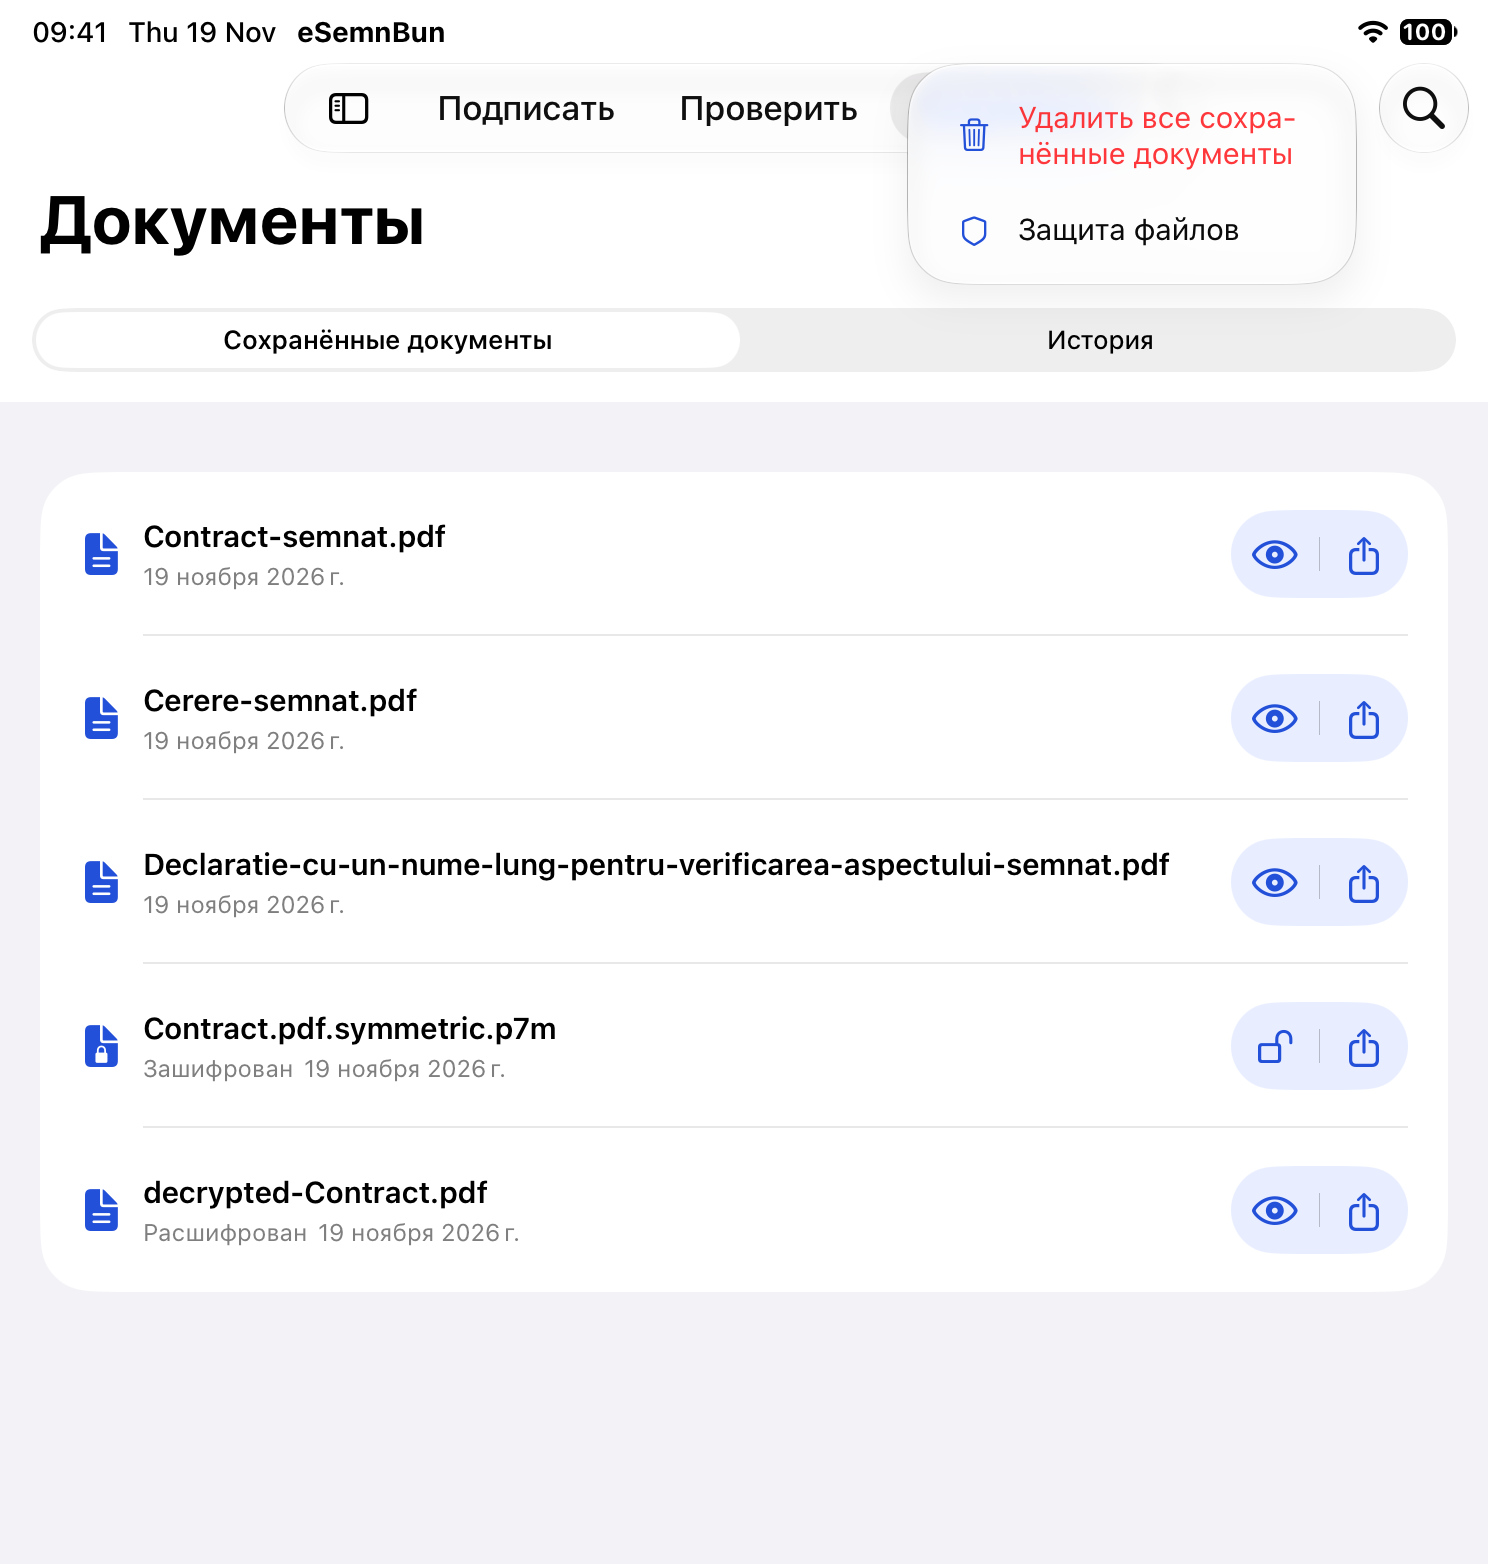 09:41 Thu 19 Nov eSemnBun 100
Подписать Проверить
Удалить все сохра-
нённые документы
Защита файлов
Документы
Сохранённые документы История
Contract-semnat.pdf
19 ноября 2026 г.
Cerere-semnat.pdf
19 ноября 2026 г.
Declaratie-cu-un-nume-lung-pentru-verificarea-aspectului-semnat.pdf
19 ноября 2026 г.
Contract.pdf.symmetric.p7m
Зашифрован 19 ноября 2026 г.
decrypted-Contract.pdf
Расшифрован 19 ноября 2026 г.